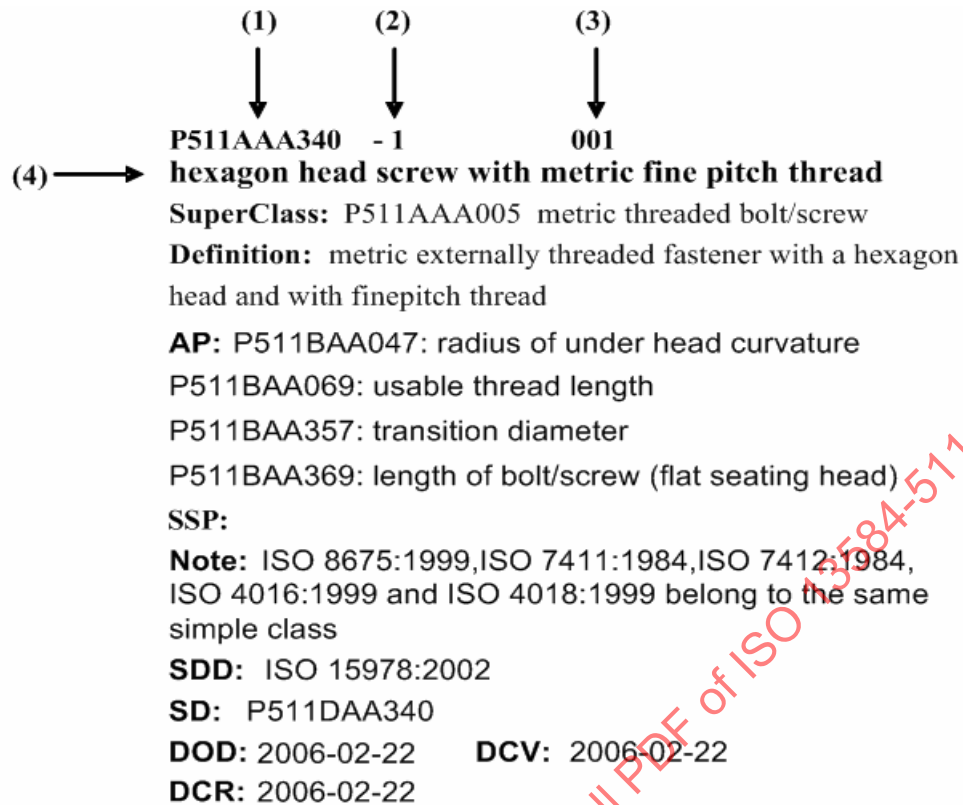 (1) (2) (3)
P511AAA340 - 1 001
(4) hexagon head screw with metric fine pitch thread
SuperClass: P511AAA005 metric threaded bolt/screw
Definition: metric externally threaded fastener with a hexagon
head and with finepitch thread
AP: P511BAA047: radius of under head curvature
P511BAA069: usable thread length
P511BAA357: transition diameter
P511BAA369: length of bolt/screw (flat seating head)
SSP:
Note: ISO 8675:1999,ISO 7411:1984,ISO 7412:1984,
ISO 4016:1999 and ISO 4018:1999 belong to the same
simple class
SDD: ISO 15978:2002
SD: P511DAA340
DOD: 2006-02-22 DCV: 2006-02-22
DCR: 2006-02-22
PDF of ISO 13584-511